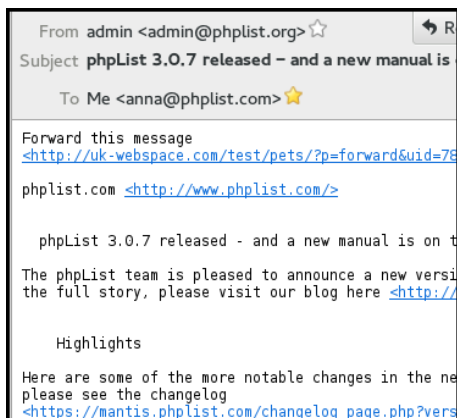 From admin <admin@phplist.org>
Subject phpList 3.0.7 released – and a new manual is
To Me <anna@phplist.com>
Forward this message
<http://uk-webspace.com/test/pets/?p=forward&uid=78
phplist.com <http://www.phplist.com/>
phpList 3.0.7 released - and a new manual is on t
The phpList team is pleased to announce a new versi
the full story, please visit our blog here <http://
Highlights
Here are some of the more notable changes in the ne
please see the changelog
<https://mantis.phplist.com/changelog_page.php?vers